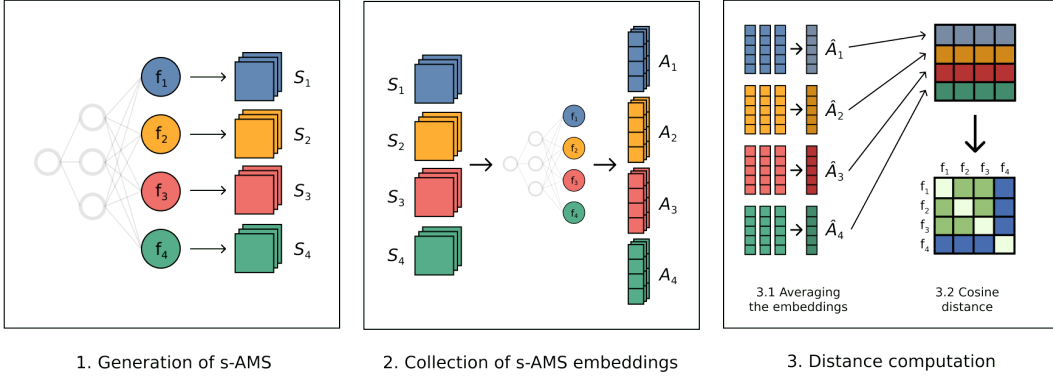 f1
S1
f2
S2
f3
S3
f4
S4
1. Generation of s-AMS
S1
S2
S3
S4
f1
f2
f3
f4
A1
A2
A3
A4
2. Collection of s-AMS embeddings
Â1
Â2
Â3
Â4
3.1 Averaging
the embeddings
f1 f2 f3 f4
f1
f2
f3
f4
3.2 Cosine
distance
3. Distance computation